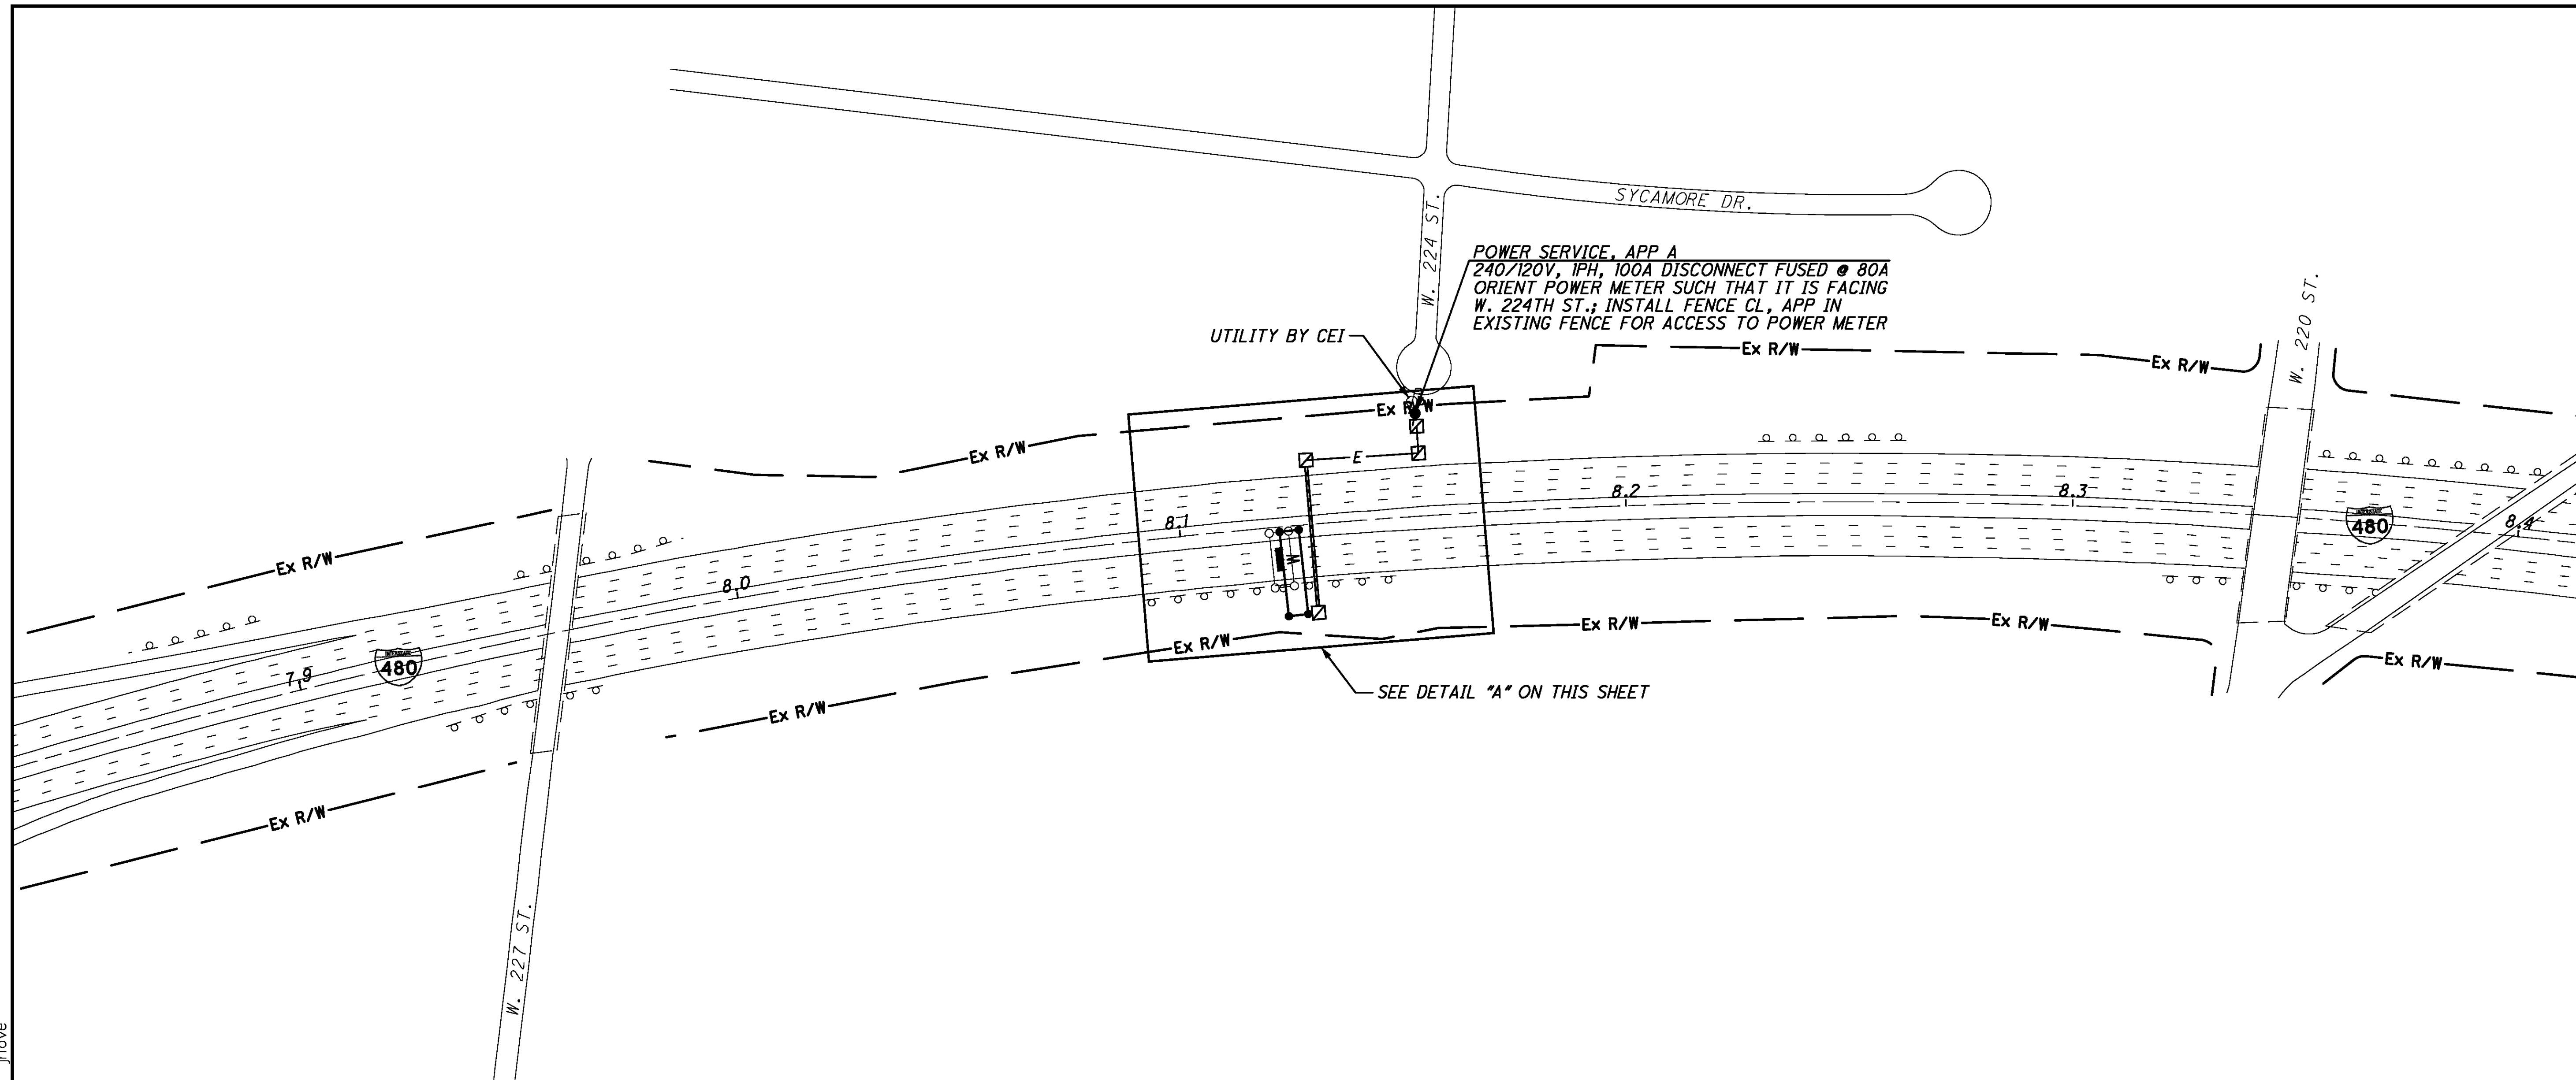 SYCAMORE DR.
W. 224 ST.
POWER SERVICE, APP A
240/120V, 1PH, 100A DISCONNECT FUSED @ 80A
ORIENT POWER METER SUCH THAT IT IS FACING
W. 224TH ST.; INSTALL FENCE CL, APP IN
EXISTING FENCE FOR ACCESS TO POWER METER
UTILITY BY CEI
W. 220 ST.
Ex R/W
Ex R/W
Ex R/W
Ex R/W
Ex R/W
E
8.2
8.3
8.1
INTERSTATE
480
8.4
8.0
7.9
INTERSTATE
480
Ex R/W
Ex R/W
Ex R/W
Ex R/W
Ex R/W
Ex R/W
SEE DETAIL "A" ON THIS SHEET
W. 227 ST.
jhove